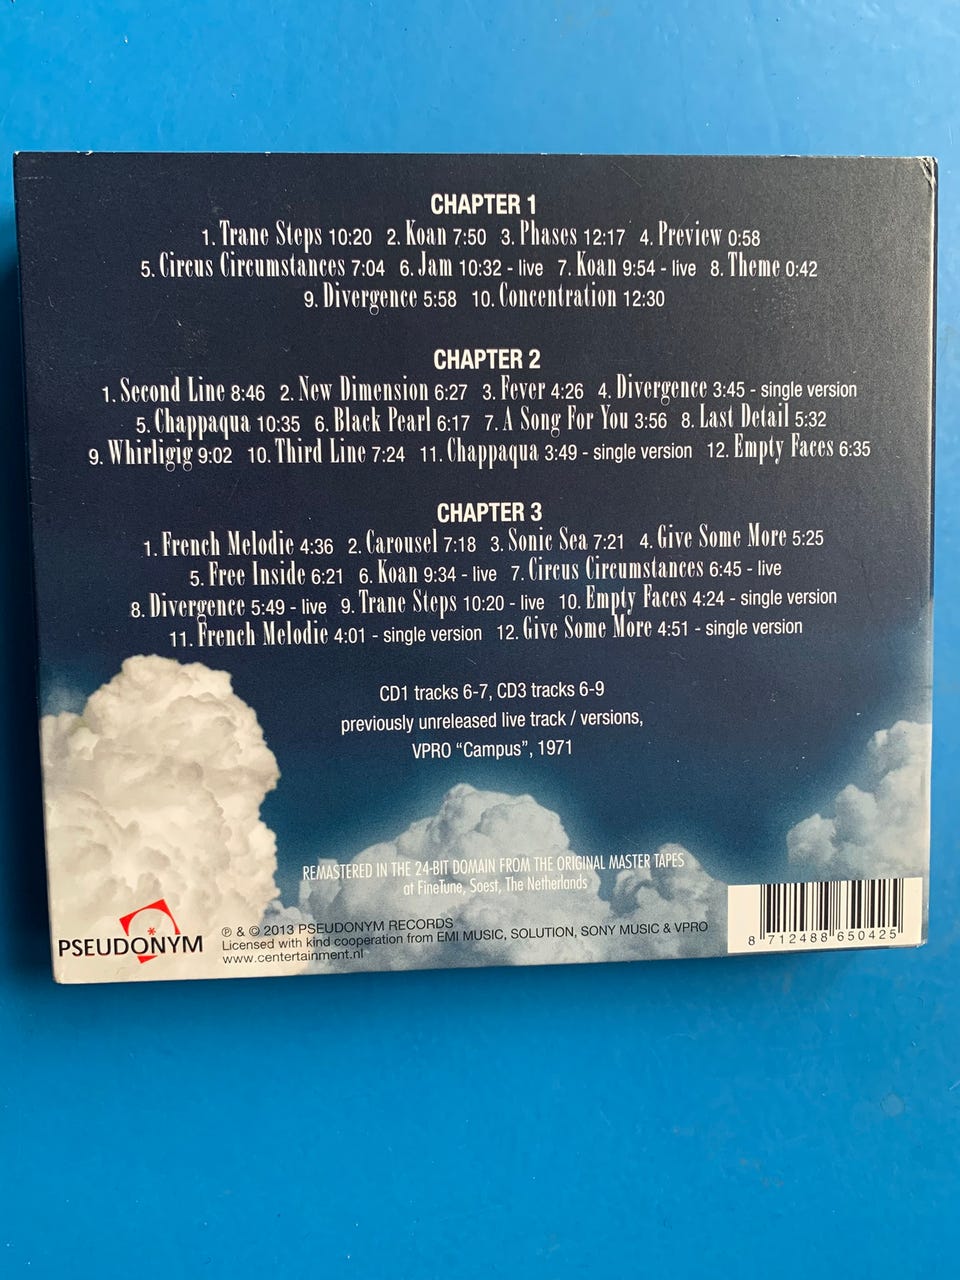 CHAPTER 1
1. Trane Steps 10:20 2. Koan 7:50 3. Phases 12:17 4. Preview 0:58
5. Circus Circumstances 7:04 6. Jam 10:32 - live 7. Koan 9:54 - live 8. Theme 0:42
9. Divergence 5:58 10. Concentration 12:30
CHAPTER 2
1. Second Line 8:46 2. New Dimension 6:27 3. Fever 4:26 4. Divergence 3:45 - single version
5. Chappaqua 10:35 6. Black Pearl 6:17 7. A Song For You 3:56 8. Last Detail 5:32
9. Whirligig 9:02 10. Third Line 7:24 11. Chappaqua 3:49 - single version 12. Empty Faces 6:35
CHAPTER 3
1. French Melodie 4:36 2. Carousel 7:18 3. Sonic Sea 7:21 4. Give Some More 5:25
5. Free Inside 6:21 6. Koan 9:34 - live 7. Circus Circumstances 6:45 - live
8. Divergence 5:49 - live 9. Trane Steps 10:20 - live 10. Empty Faces 4:24 - single version
11. French Melodie 4:01 - single version 12. Give Some More 4:51 - single version
CD1 tracks 6-7, CD3 tracks 6-9
previously unreleased live track / versions,
VPRO “Campus”, 1971
REMASTERED IN THE 24-BIT DOMAIN FROM THE ORIGINAL MASTER TAPES
at FineTune, Soest, The Netherlands
PSEUDONYM
℗ & © 2013 PSEUDONYM RECORDS
Licensed with kind cooperation from EMI MUSIC, SOLUTION, SONY MUSIC & VPRO
www.centertainment.nl
8 712488 650425